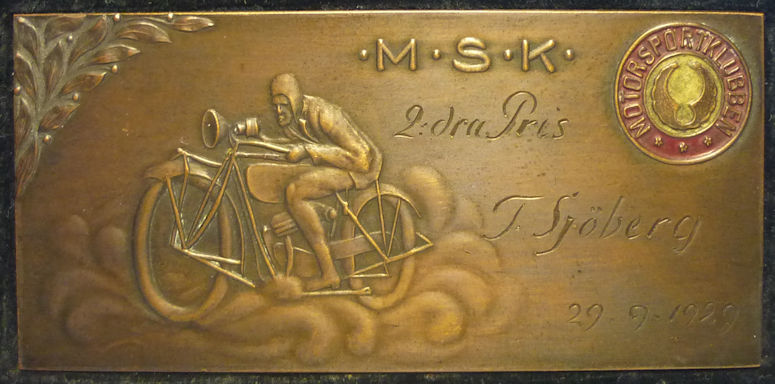 ·M·S·K·
MOTORSPORTKLUBBEN
2:dra Pris
T. Sjöberg
29.9-1929